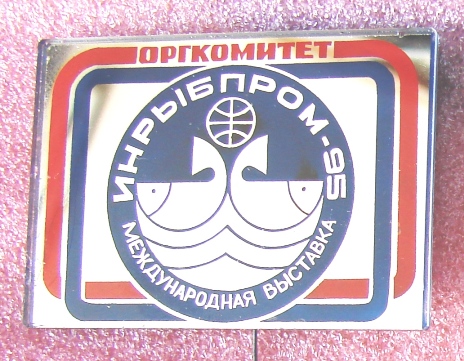 ОРГКОМИТЕТ
ИНРЫБПРОМ-95
МЕЖДУНАРОДНАЯ ВЫСТАВКА